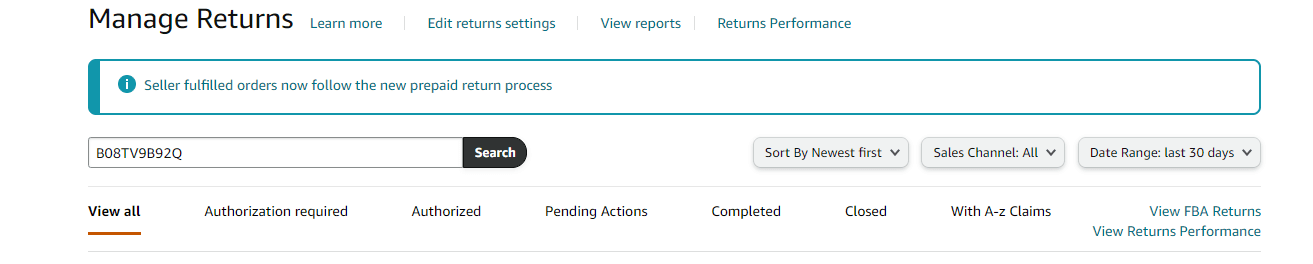 Manage Returns Learn more Edit returns settings View reports Returns Performance
Seller fulfilled orders now follow the new prepaid return process
B08TV9B92Q Search Sort By Newest first Sales Channel: All Date Range: last 30 days
View all Authorization required Authorized Pending Actions Completed Closed With A-z Claims View FBA Returns
View Returns Performance